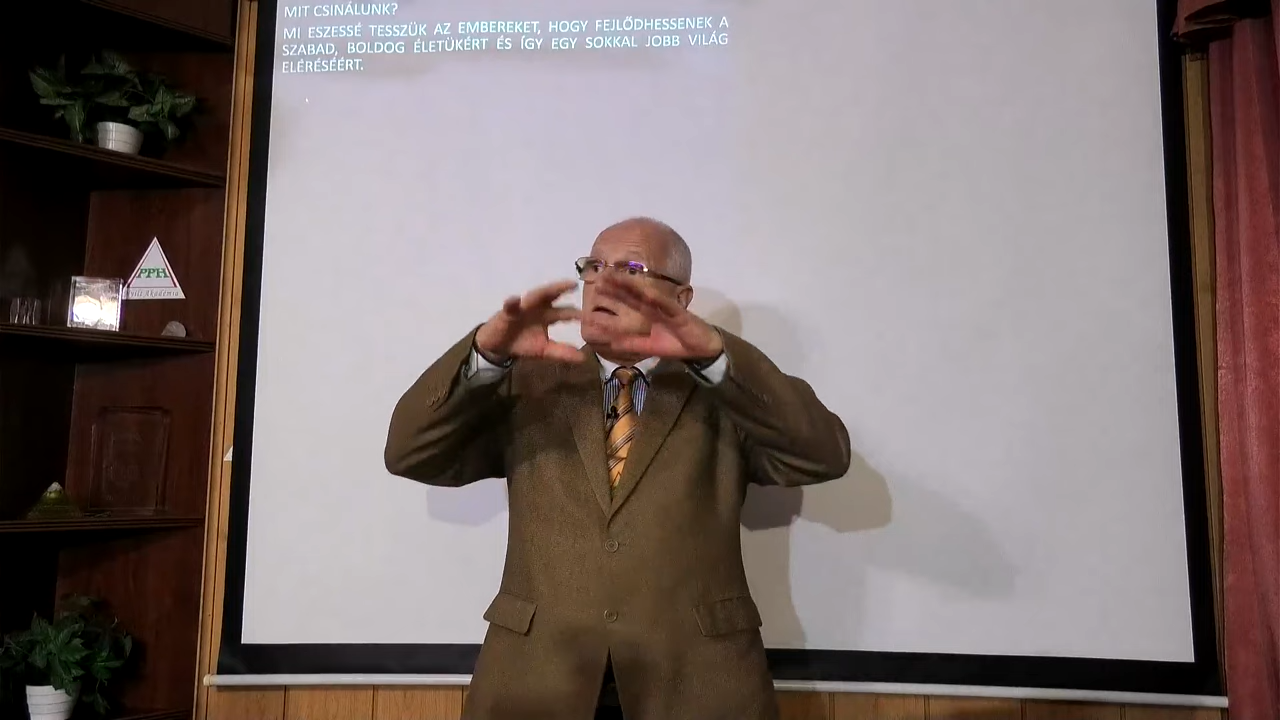 MIT CSINÁLUNK?
MI ESZESSÉ TESSZÜK AZ EMBEREKET, HOGY FEJLŐDHESSENEK A
SZABAD, BOLDOG ÉLETÜKÉRT ÉS ÍGY EGY SOKKAL JOBB VILÁG
ELÉRÉSÉÉRT.
PPH
Akadémia